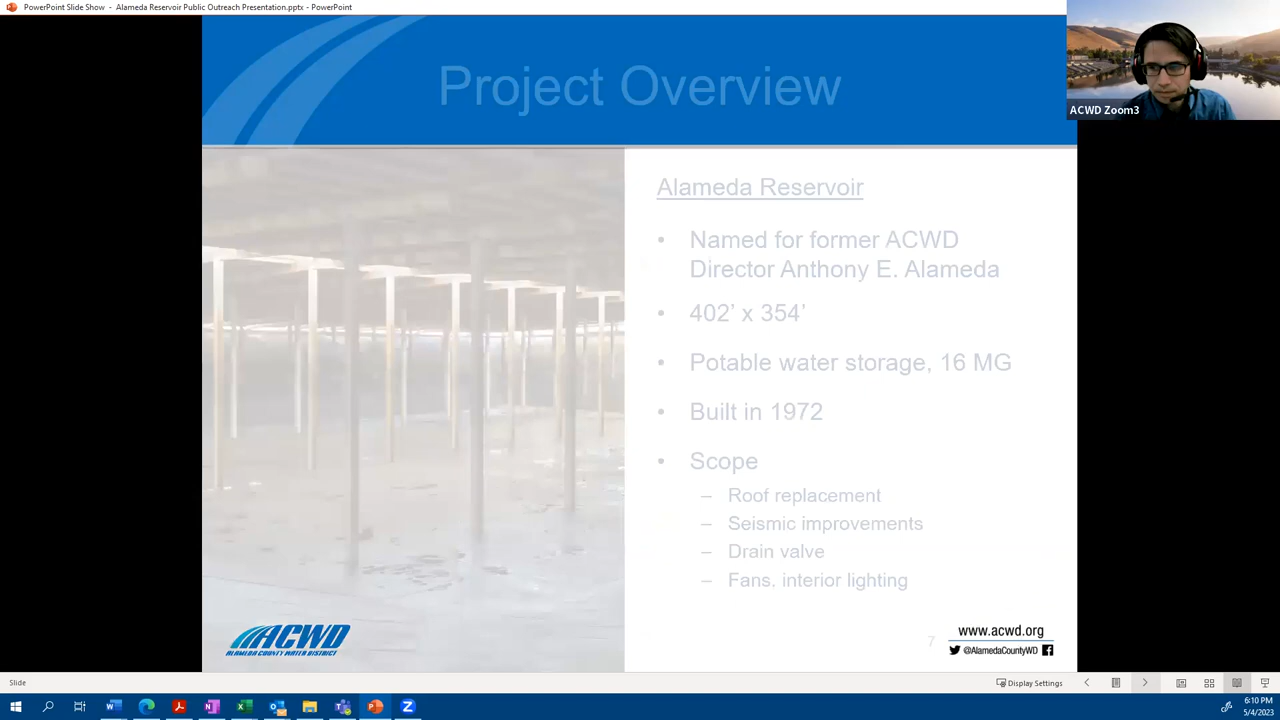 PowerPoint Slide Show - Alameda Reservoir Public Outreach Presentation.pptx - PowerPoint
Project Overview
ACWD Zoom3
Alameda Reservoir
• Named for former ACWD
Director Anthony E. Alameda
• 402’ x 354’
• Potable water storage, 16 MG
• Built in 1972
• Scope
– Roof replacement
– Seismic improvements
– Drain valve
– Fans. interior lighting
ACWD
ALAMEDA COUNTY WATER DISTRICT
7
www.acwd.org
@AlamedaCountyWD
Slide
Display Settings
6:10 PM
5/4/2023